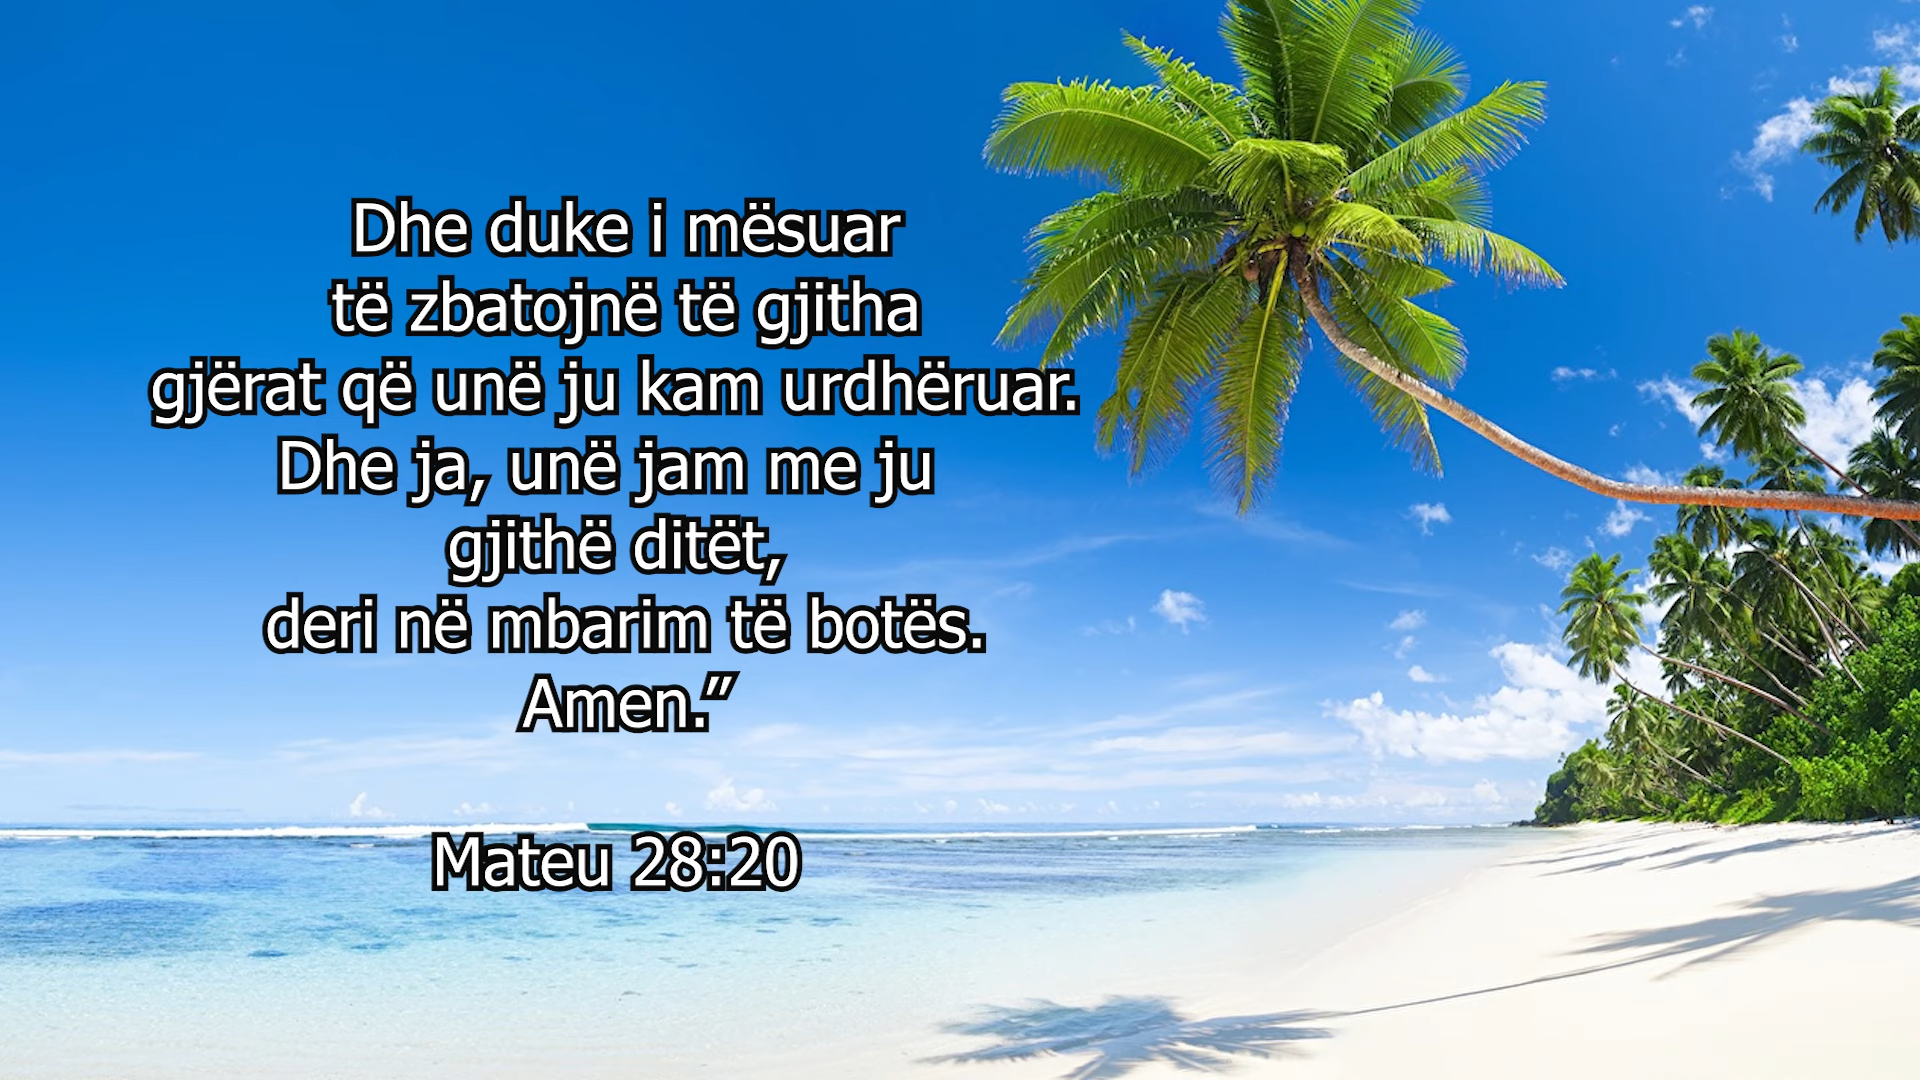 Dhe duke i mësuar
të zbatojnë të gjitha
gjërat që unë ju kam urdhëruar.
Dhe ja, unë jam me ju
gjithë ditët,
deri në mbarim të botës.
Amen.”
Mateu 28:20